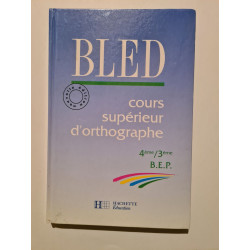 BLED
cours
supérieur
d'orthographe
4ème/3ème
B.E.P.
H HACHETTE
Éducation